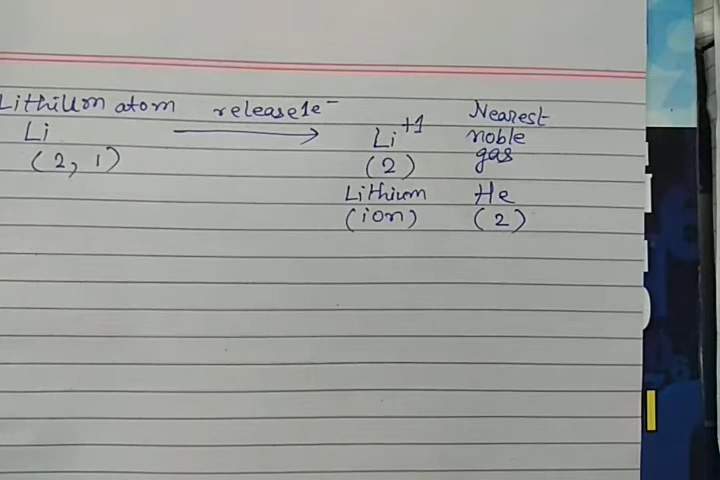 Lithium atom release 1e⁻ Nearest
Li ⟶ Li⁺¹ noble
(2, 1) (2) gas
Lithium He
(ion) (2)